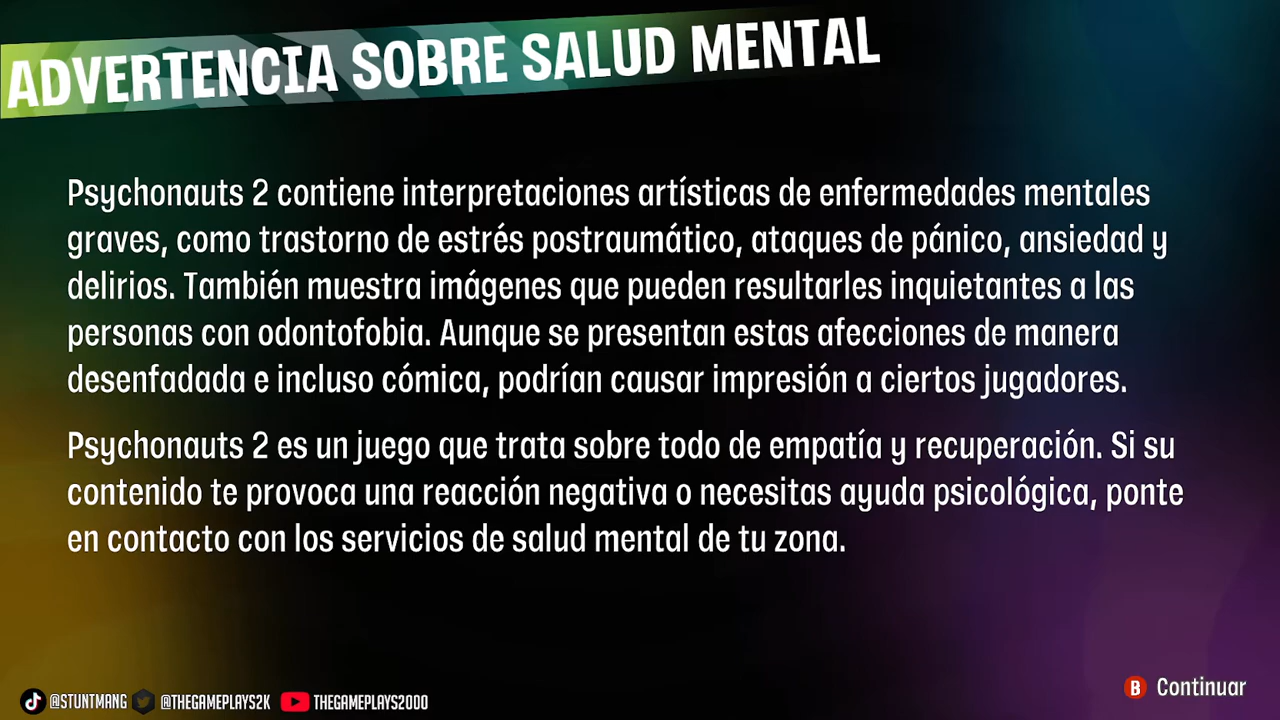 ADVERTENCIA SOBRE SALUD MENTAL
Psychonauts 2 contiene interpretaciones artísticas de enfermedades mentales
graves, como trastorno de estrés postraumático, ataques de pánico, ansiedad y
delirios. También muestra imágenes que pueden resultarles inquietantes a las
personas con odontofobia. Aunque se presentan estas afecciones de manera
desenfadada e incluso cómica, podrían causar impresión a ciertos jugadores.
Psychonauts 2 es un juego que trata sobre todo de empatía y recuperación. Si su
contenido te provoca una reacción negativa o necesitas ayuda psicológica, ponte
en contacto con los servicios de salud mental de tu zona.
B Continuar
@STUNTMANG @THEGAMEPLAYS2K THEGAMEPLAYS2000